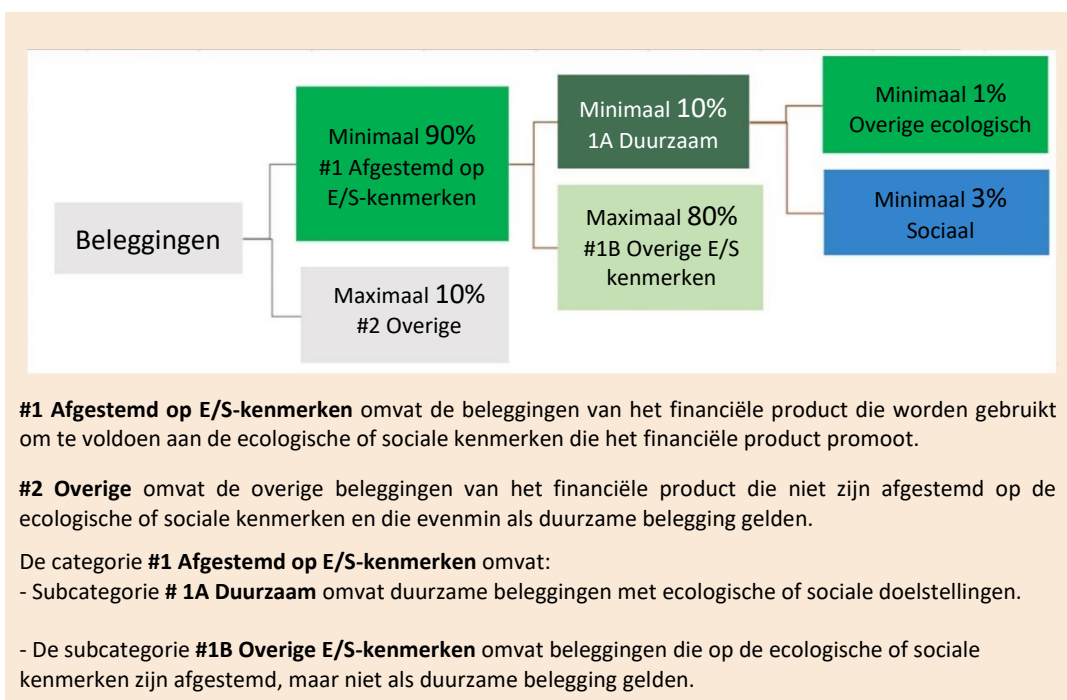 Beleggingen
Minimaal 90%
#1 Afgestemd op
E/S-kenmerken
Maximaal 10%
#2 Overige
Minimaal 10%
1A Duurzaam
Maximaal 80%
#1B Overige E/S
kenmerken
Minimaal 1%
Overige ecologisch
Minimaal 3%
Sociaal
#1 Afgestemd op E/S-kenmerken omvat de beleggingen van het financiële product die worden gebruikt
om te voldoen aan de ecologische of sociale kenmerken die het financiële product promoot.
#2 Overige omvat de overige beleggingen van het financiële product die niet zijn afgestemd op de
ecologische of sociale kenmerken en die evenmin als duurzame belegging gelden.
De categorie #1 Afgestemd op E/S-kenmerken omvat:
- Subcategorie # 1A Duurzaam omvat duurzame beleggingen met ecologische of sociale doelstellingen.
- De subcategorie #1B Overige E/S-kenmerken omvat beleggingen die op de ecologische of sociale
kenmerken zijn afgestemd, maar niet als duurzame belegging gelden.